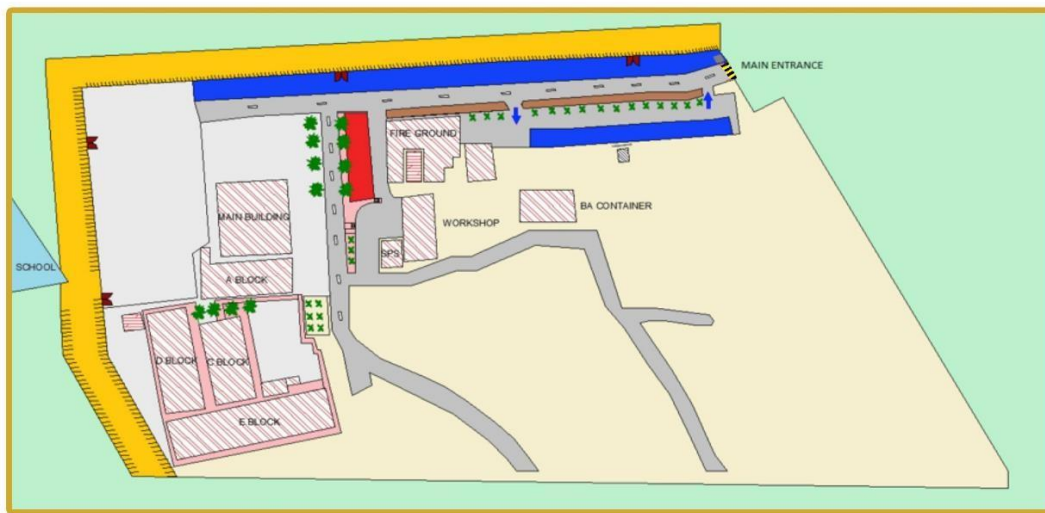 MAIN ENTRANCE
FIRE GROUND
MAIN BUILDING
BA CONTAINER
WORKSHOP
SPS
SCHOOL
A BLOCK
D.BLOCK
C.BLOCK
E.BLOCK